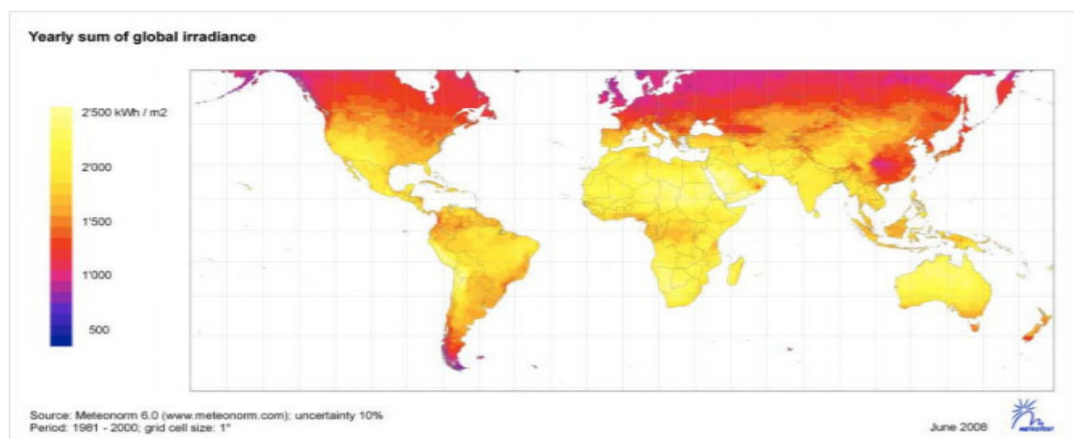 Yearly sum of global irradiance
2'500 kWh / m2
2'000
1'500
1'000
500
Source: Meteonorm 6.0 (www.meteonorm.com); uncertainty 10%
Period: 1981 - 2000; grid cell size: 1°
June 2008
METEOTEST